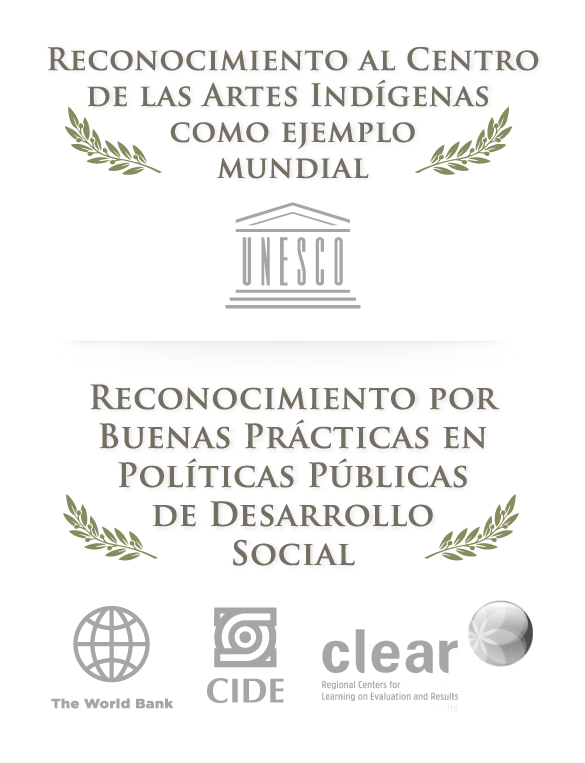 Reconocimiento al Centro
de las Artes Indígenas
como ejemplo
mundial
UNESCO
Reconocimiento por
Buenas Prácticas en
Políticas Públicas
de Desarrollo
Social
The World Bank
CIDE
clear
Regional Centers for
Learning on Evaluation and Results